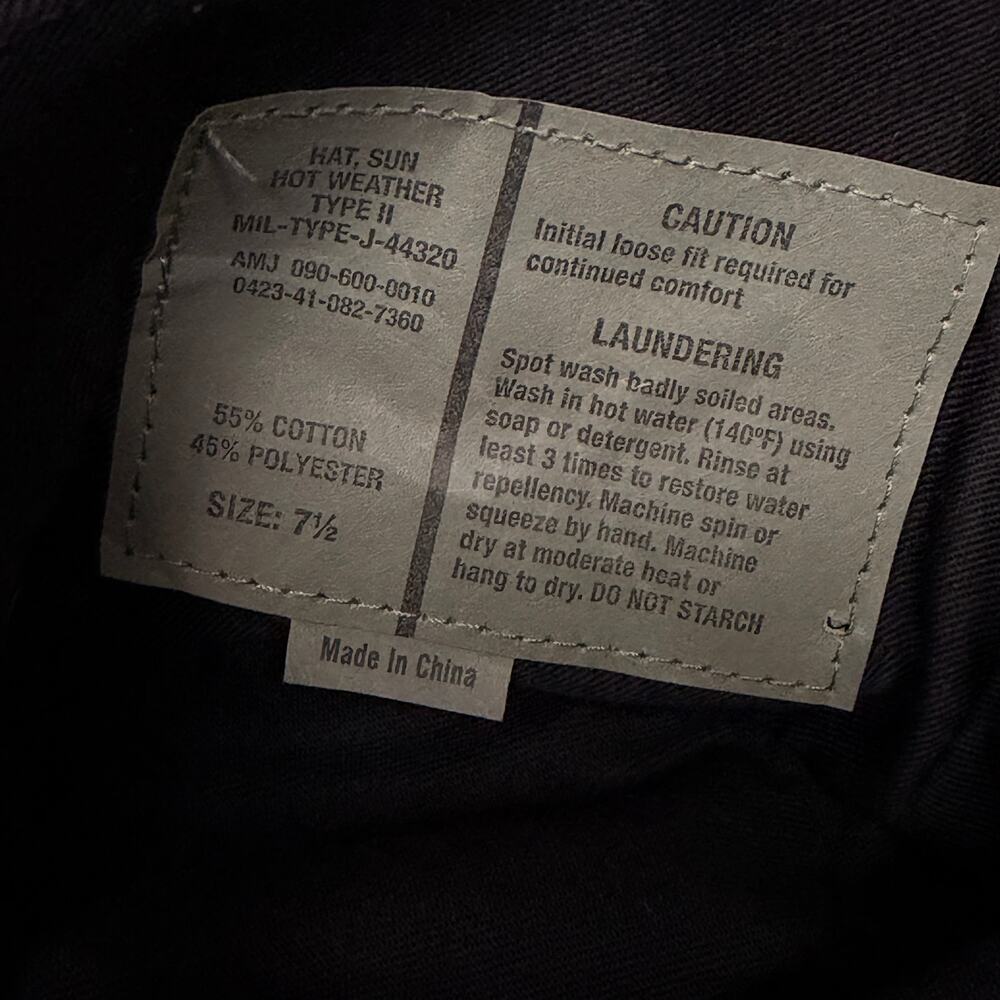 HAT, SUN
HOT WEATHER
TYPE II
MIL-TYPE-J-44320
AMJ 090-600-0010
0423-41-082-7360
55% COTTON
45% POLYESTER
SIZE: 7½
CAUTION
Initial loose fit required for
continued comfort
LAUNDERING
Spot wash badly soiled areas.
Wash in hot water (140ºF) using
soap or detergent. Rinse at
least 3 times to restore water
repellency. Machine spin or
squeeze by hand. Machine
dry at moderate heat or
hang to dry. DO NOT STARCH
Made In China